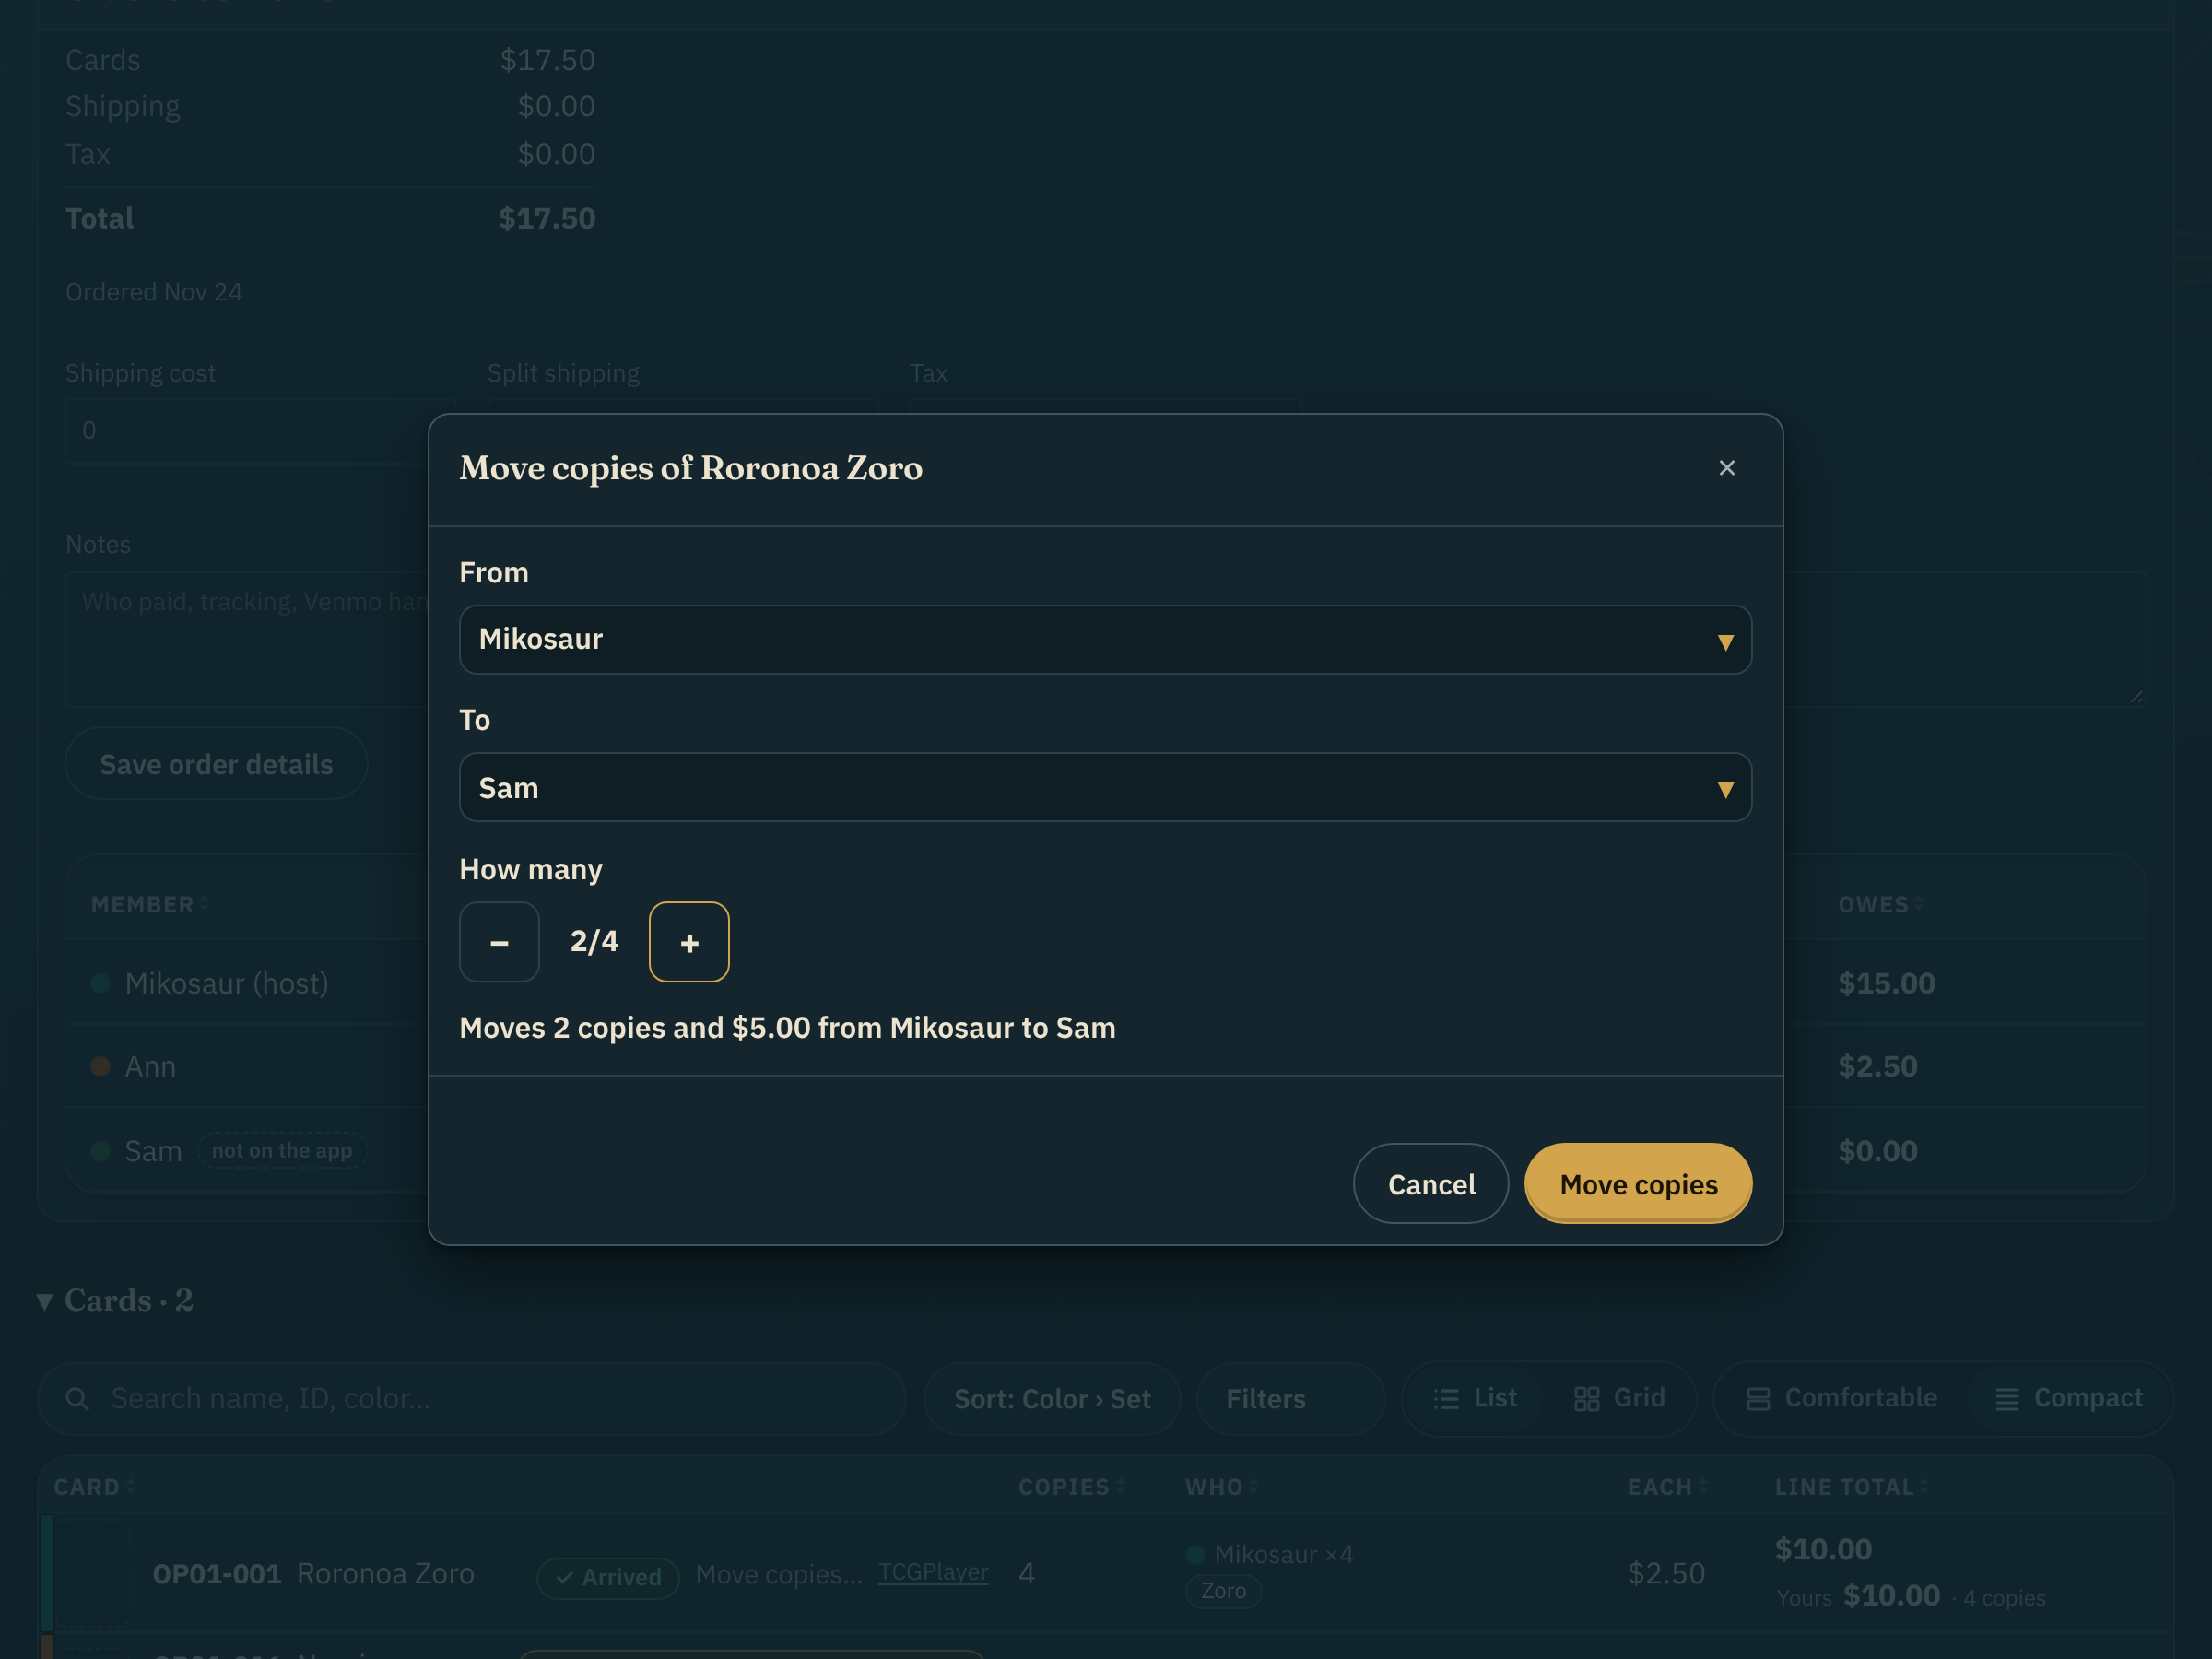 Cards $17.50
Shipping $0.00
Tax $0.00
Total $17.50
Ordered Nov 24
Shipping cost Split shipping Tax
0
Move copies of Roronoa Zoro ×
Notes
From
Who paid, tracking, Venmo han
Mikosaur ▼
To
Save order details
Sam ▼
How many
MEMBER OWES
− 2/4 +
Mikosaur (host) $15.00
Moves 2 copies and $5.00 from Mikosaur to Sam
Ann $2.50
Sam not on the app $0.00
Cancel Move copies
▼ Cards · 2
Search name, ID, color...
Sort: Color › Set Filters List Grid Comfortable Compact
CARD COPIES WHO EACH LINE TOTAL
OP01-001 Roronoa Zoro ✓ Arrived Move copies... TCGPlayer 4 Mikosaur ×4 $2.50 $10.00
Zoro Yours $10.00 · 4 copies